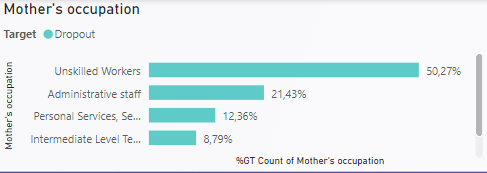 Mother's occupation
Target Dropout
Mother's occupation
Unskilled Workers 50,27%
Administrative staff 21,43%
Personal Services, Se... 12,36%
Intermediate Level Te... 8,79%
%GT Count of Mother's occupation